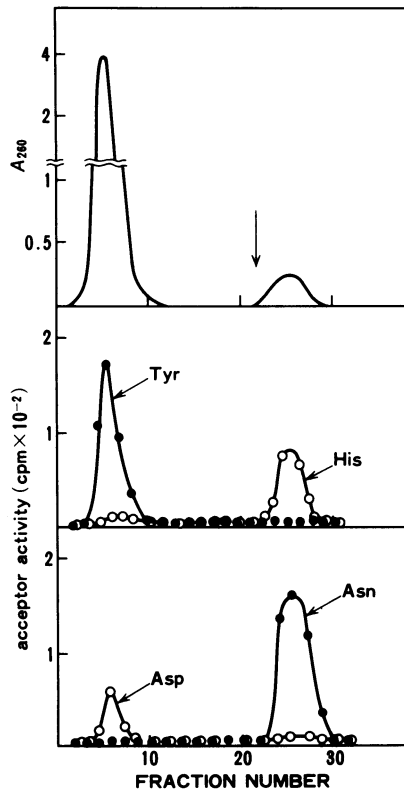 4
2
A260
1
0.5
2
Tyr
1
His
acceptor activity (cpm×10⁻²)
2
Asn
1
Asp
10
20
30
FRACTION NUMBER